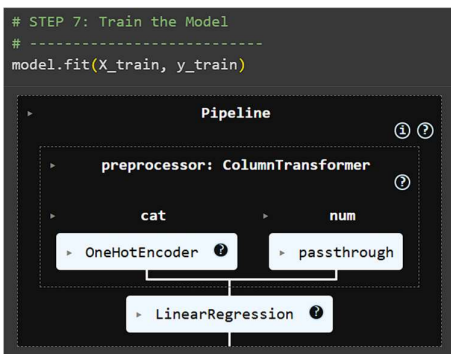 # STEP 7: Train the Model
# ---------------------------
model.fit(X_train, y_train)
Pipeline
preprocessor: ColumnTransformer
cat num
OneHotEncoder passthrough
LinearRegression